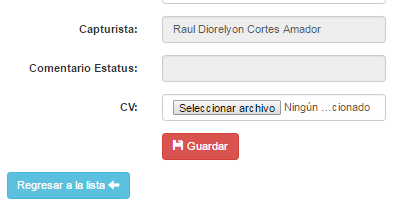 Capturista: Raul Diorelyon Cortes Amador
Comentario Estatus:
CV: Seleccionar archivo Ningún ...cionado
Guardar
Regresar a la lista